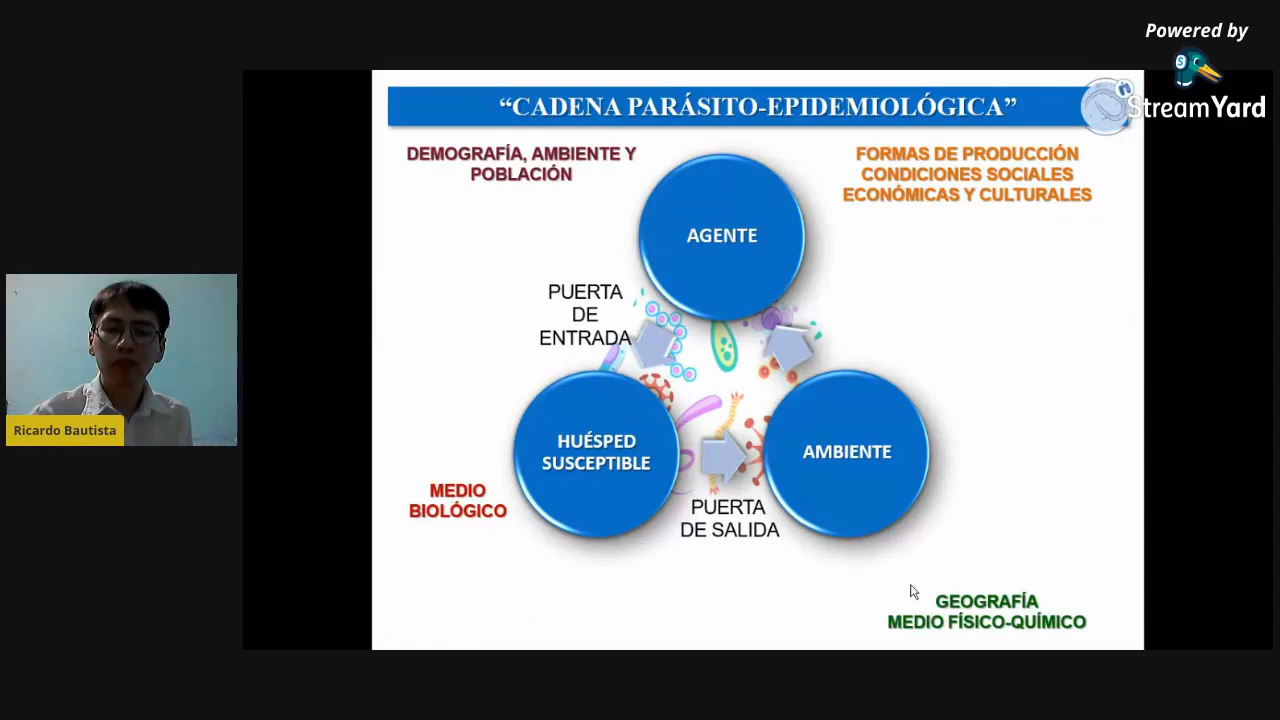 Powered by
StreamYard
“CADENA PARÁSITO-EPIDEMIOLÓGICA”
DEMOGRAFÍA, AMBIENTE Y
POBLACIÓN
FORMAS DE PRODUCCIÓN
CONDICIONES SOCIALES
ECONÓMICAS Y CULTURALES
AGENTE
PUERTA
DE
ENTRADA
HUÉSPED
SUSCEPTIBLE
AMBIENTE
MEDIO
BIOLÓGICO
PUERTA
DE SALIDA
GEOGRAFÍA
MEDIO FÍSICO-QUÍMICO
Ricardo Bautista